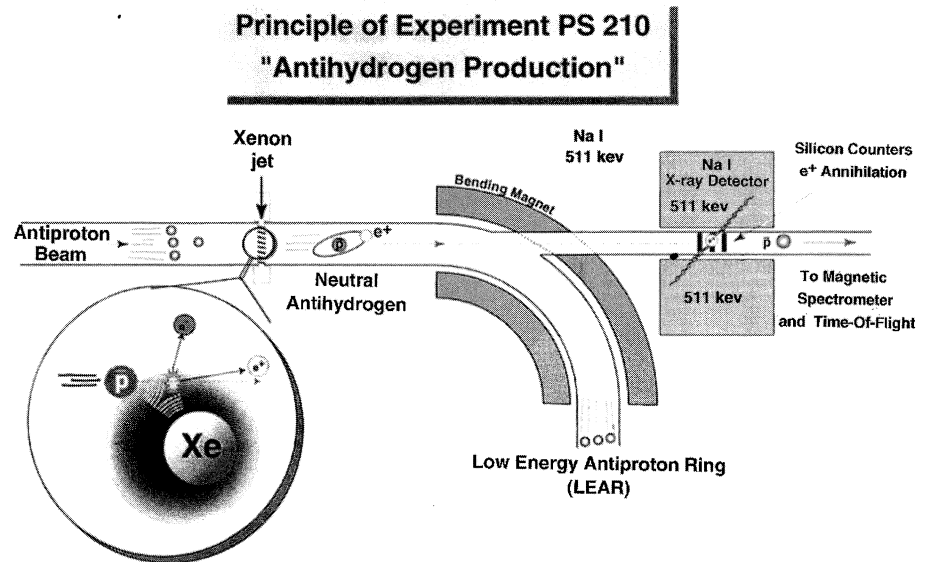 Principle of Experiment PS 210
"Antihydrogen Production"
Xenon
jet
Na I
511 kev
Silicon Counters
e+ Annihilation
Na I
X-ray Detector
511 kev
Bending Magnet
Antiproton
Beam
p̄
e+
Neutral
Antihydrogen
p̄
511 kev
To Magnetic
Spectrometer
and Time-Of-Flight
e+
p
Xe
Low Energy Antiproton Ring
(LEAR)